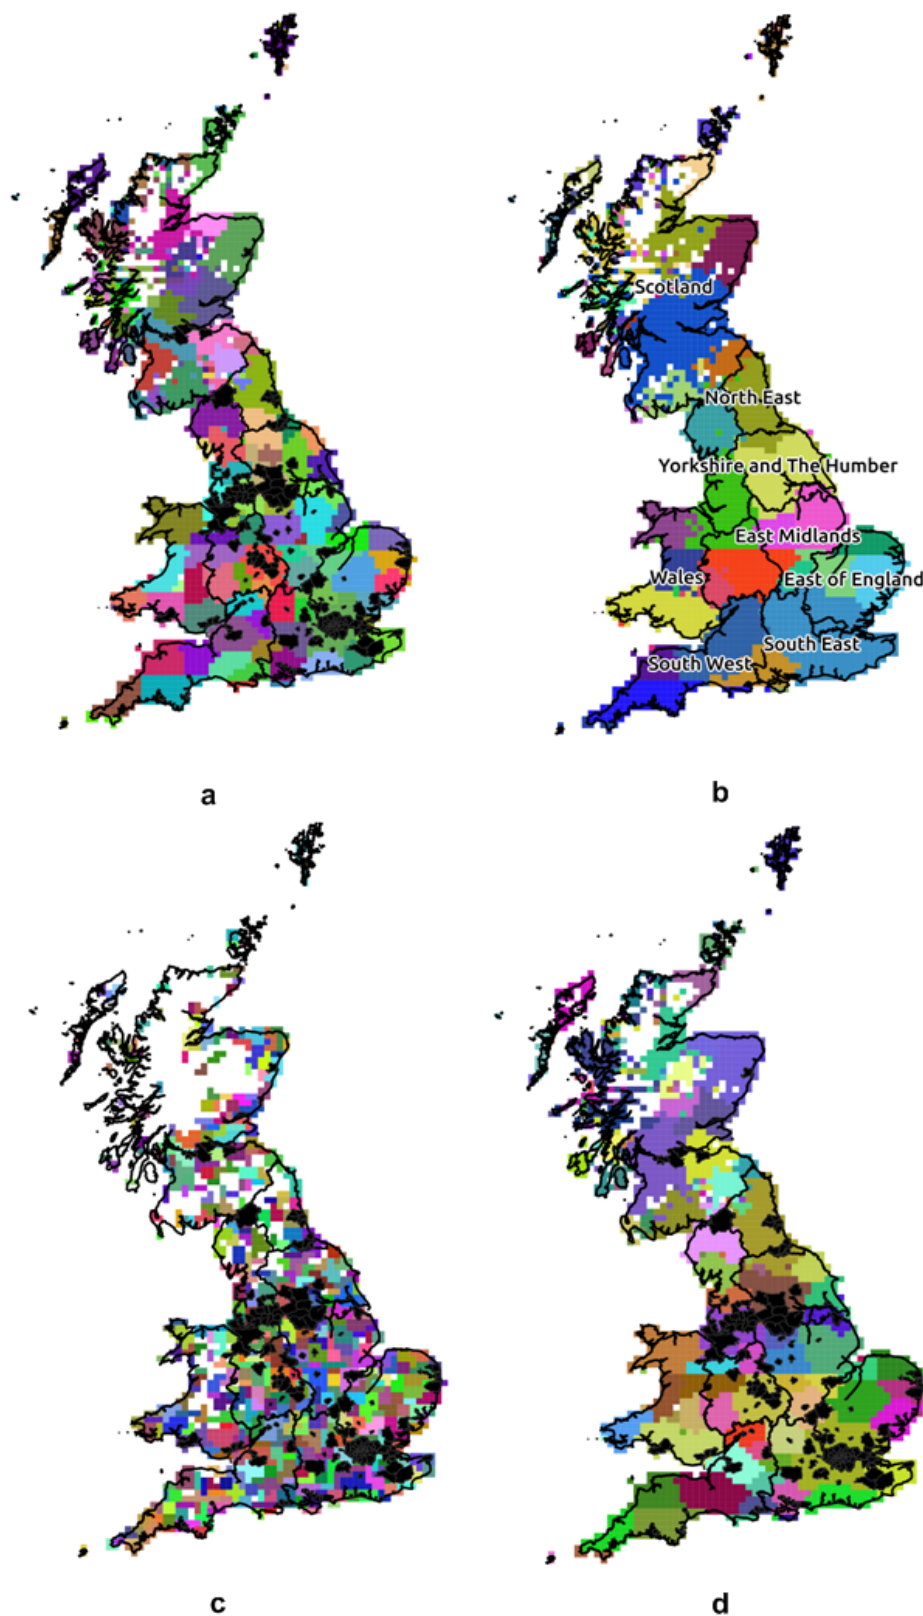 Scotland
North East
Yorkshire and The Humber
East Midlands
Wales
East of England
South East
South West
a
b
c
d